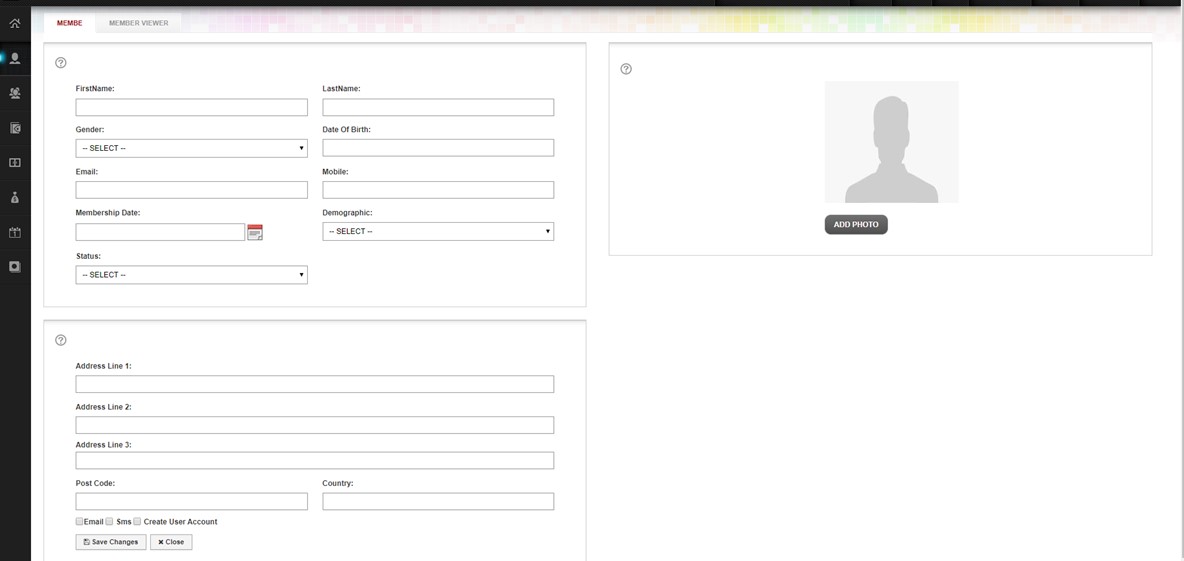 MEMBE MEMBER VIEWER
FirstName: LastName:
Gender: Date Of Birth:
-- SELECT --
Email: Mobile:
Membership Date: Demographic:
-- SELECT --
Status:
-- SELECT --
ADD PHOTO
Address Line 1:
Address Line 2:
Address Line 3:
Post Code: Country:
Email Sms Create User Account
Save Changes Close